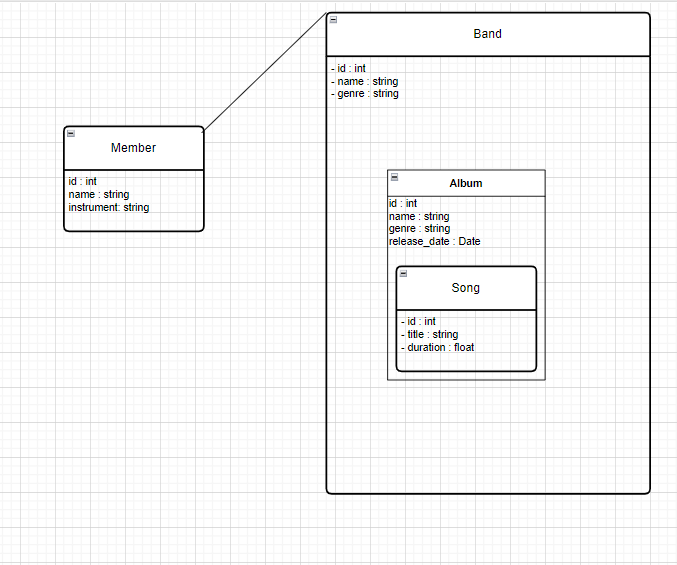 Band
- id : int
- name : string
- genre : string
Member
id : int
name : string
instrument: string
Album
id : int
name : string
genre : string
release_date : Date
Song
- id : int
- title : string
- duration : float